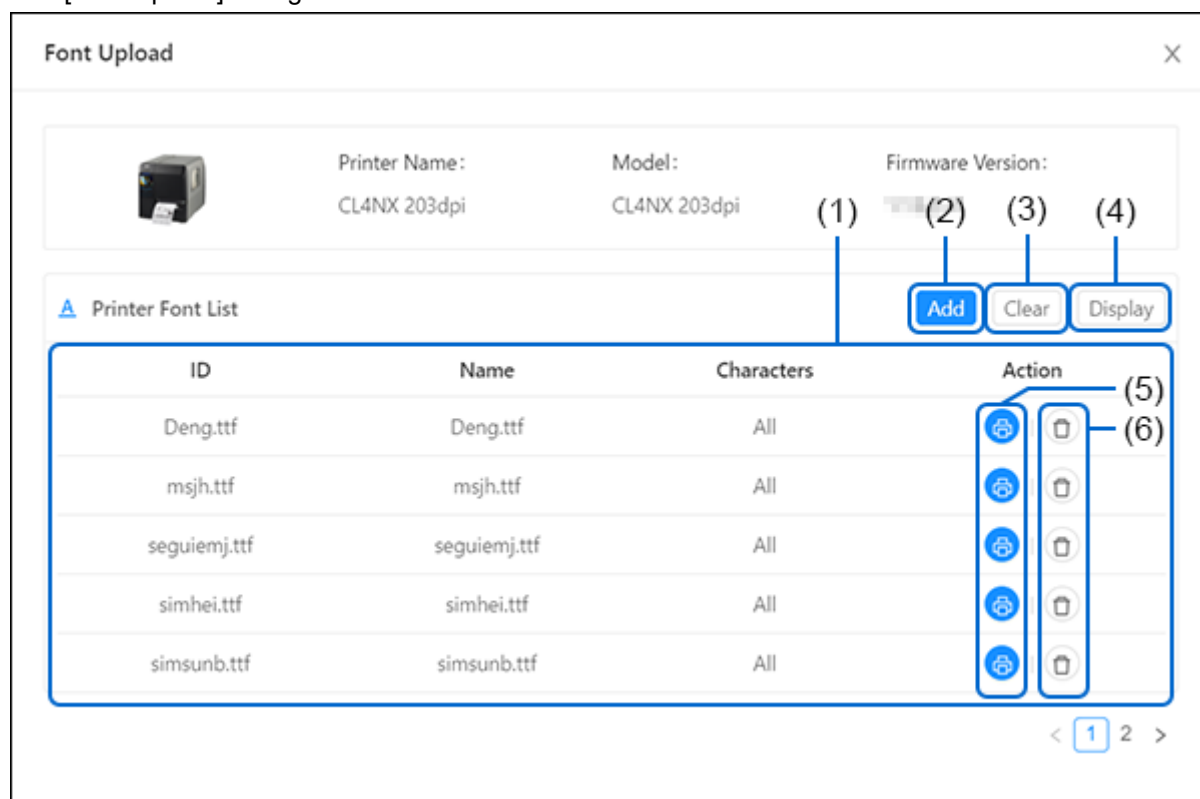 Font Upload
Printer Name: Model: Firmware Version:
CL4NX 203dpi CL4NX 203dpi
(1) (2) (3) (4)
A Printer Font List Add Clear Display
ID Name Characters Action
(5)
Deng.ttf Deng.ttf All
(6)
msjh.ttf msjh.ttf All
seguiemj.ttf seguiemj.ttf All
simhei.ttf simhei.ttf All
simsunb.ttf simsunb.ttf All
< 1 2 >